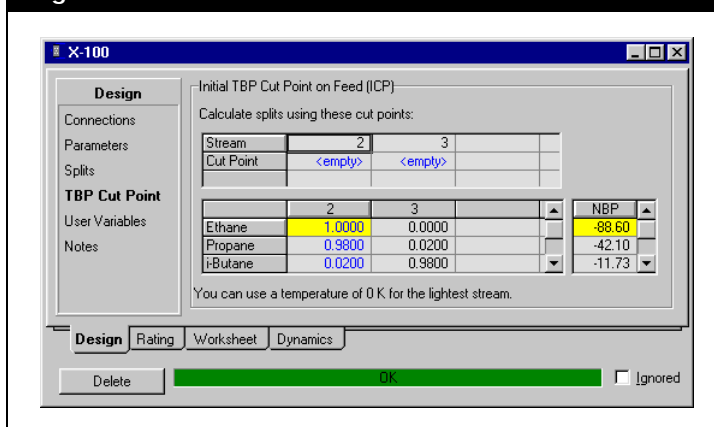 X-100
Design
Connections
Parameters
Splits
TBP Cut Point
User Variables
Notes
Initial TBP Cut Point on Feed (ICP)
Calculate splits using these cut points:
Stream 2 3
Cut Point <empty> <empty>
2 3 NBP
Ethane 1.0000 0.0000 -88.60
Propane 0.9800 0.0200 -42.10
i-Butane 0.0200 0.9800 -11.73
You can use a temperature of 0 K for the lightest stream.
Design Rating Worksheet Dynamics
Delete OK Ignored